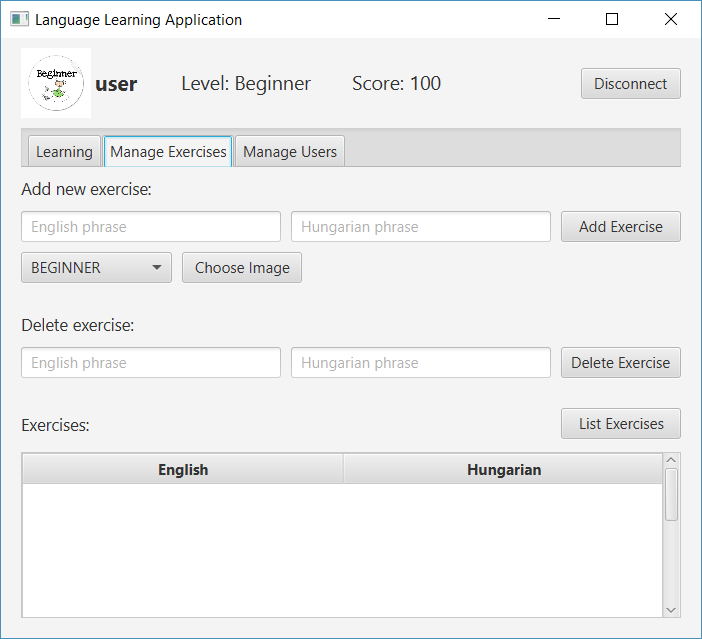 Language Learning Application
Beginner
user Level: Beginner Score: 100 Disconnect
Learning Manage Exercises Manage Users
Add new exercise:
English phrase Hungarian phrase Add Exercise
BEGINNER Choose Image
Delete exercise:
English phrase Hungarian phrase Delete Exercise
Exercises: List Exercises
English Hungarian